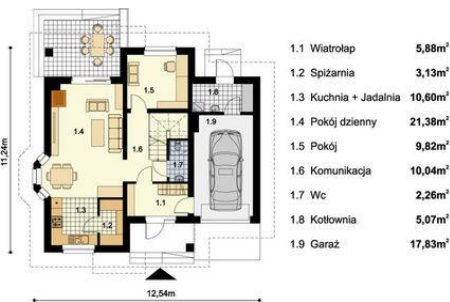 1.1 Wiatrołap 5,88m²
1.2 Spiżarnia 3,13m²
1.3 Kuchnia + Jadalnia 10,60m²
1.4 Pokój dzienny 21,38m²
1.5 Pokój 9,82m²
1.6 Komunikacja 10,04m²
1.7 Wc 2,26m²
1.8 Kotłownia 5,07m²
1.9 Garaż 17,83m²
11,24m
12,54m
1.5
1.8
1.9
1.4
1.6
1.7
1.1
1.3
1.2